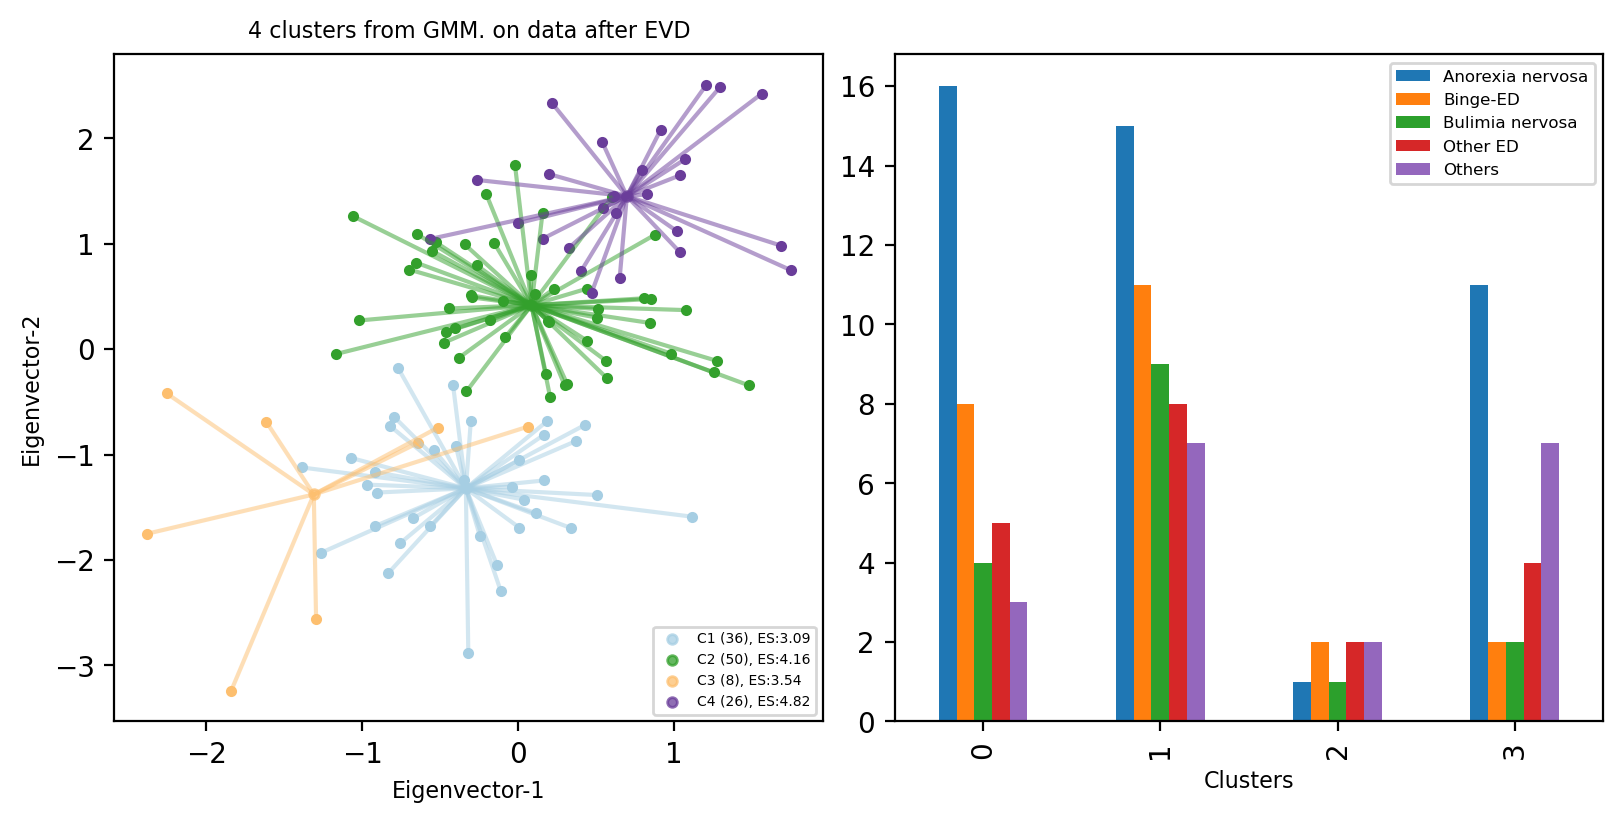 4 clusters from GMM. on data after EVD
Eigenvector-2
2
1
0
−1
−2
−3
−2
−1
0
1
Eigenvector-1
C1 (36), ES:3.09
C2 (50), ES:4.16
C3 (8), ES:3.54
C4 (26), ES:4.82
16
14
12
10
8
6
4
2
0
0
1
2
3
Clusters
Anorexia nervosa
Binge-ED
Bulimia nervosa
Other ED
Others